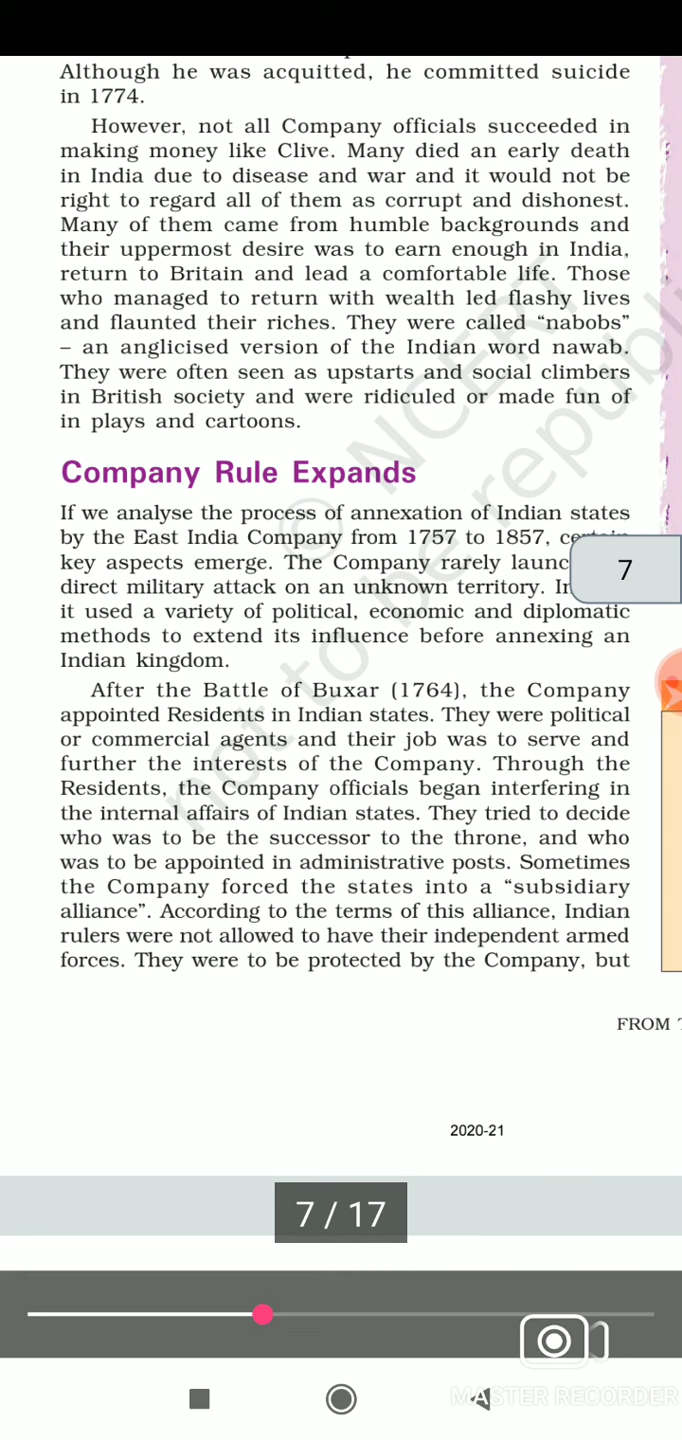 Although he was acquitted, he committed suicide
in 1774.
However, not all Company officials succeeded in
making money like Clive. Many died an early death
in India due to disease and war and it would not be
right to regard all of them as corrupt and dishonest.
Many of them came from humble backgrounds and
their uppermost desire was to earn enough in India,
return to Britain and lead a comfortable life. Those
who managed to return with wealth led flashy lives
and flaunted their riches. They were called “nabobs”
– an anglicised version of the Indian word nawab.
They were often seen as upstarts and social climbers
in British society and were ridiculed or made fun of
in plays and cartoons.
Company Rule Expands
If we analyse the process of annexation of Indian states
by the East India Company from 1757 to 1857,
key aspects emerge. The Company rarely
direct military attack on an unknown territory.
it used a variety of political, economic and diplomatic
methods to extend its influence before annexing an
Indian kingdom.
7
After the Battle of Buxar (1764), the Company
appointed Residents in Indian states. They were political
or commercial agents and their job was to serve and
further the interests of the Company. Through the
Residents, the Company officials began interfering in
the internal affairs of Indian states. They tried to decide
who was to be the successor to the throne, and who
was to be appointed in administrative posts. Sometimes
the Company forced the states into a “subsidiary
alliance”. According to the terms of this alliance, Indian
rulers were not allowed to have their independent armed
forces. They were to be protected by the Company, but
FROM
© NCERT
not to be
2020-21
7 / 17
MASTER RECORDER